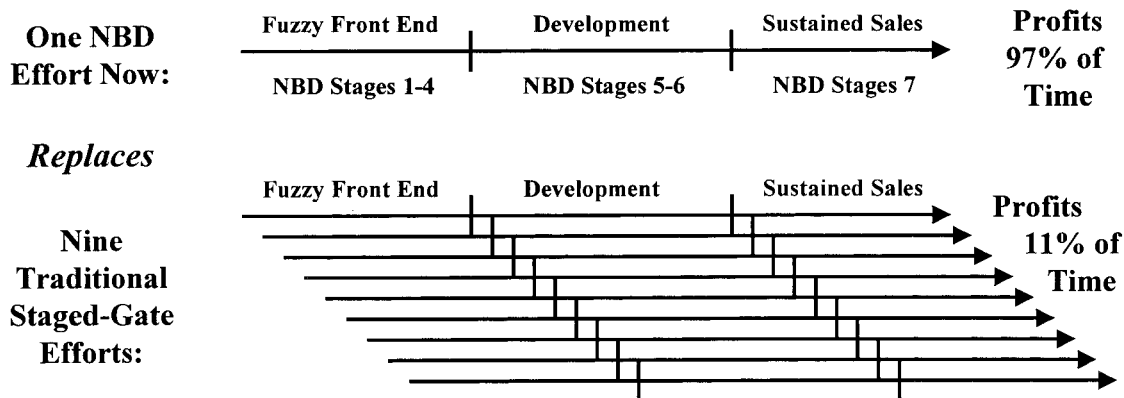 Fuzzy Front End Development Sustained Sales
One NBD
Effort Now:
NBD Stages 1-4 NBD Stages 5-6 NBD Stages 7
Profits
97% of
Time
Replaces
Fuzzy Front End Development Sustained Sales
Nine
Traditional
Staged-Gate
Efforts:
Profits
11% of
Time